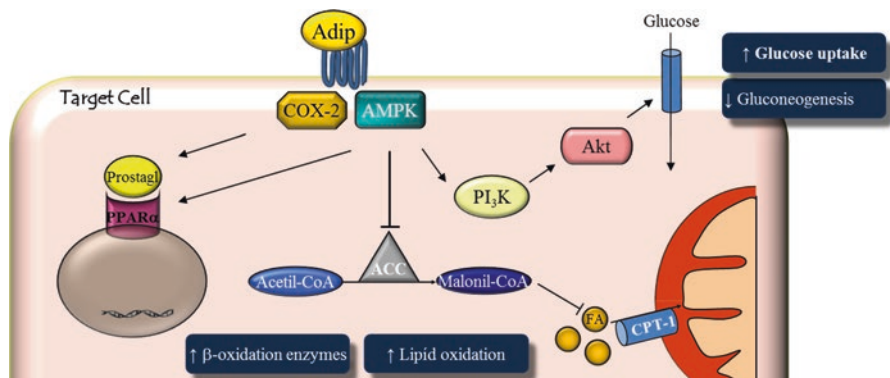 Adip
Glucose
↑ Glucose uptake
↓ Gluconeogenesis
Target Cell
COX-2
AMPK
Akt
Prostagl
PPARα
PI₃K
ACC
Acetil-CoA
Malonil-CoA
FA
CPT-1
↑ β-oxidation enzymes
↑ Lipid oxidation